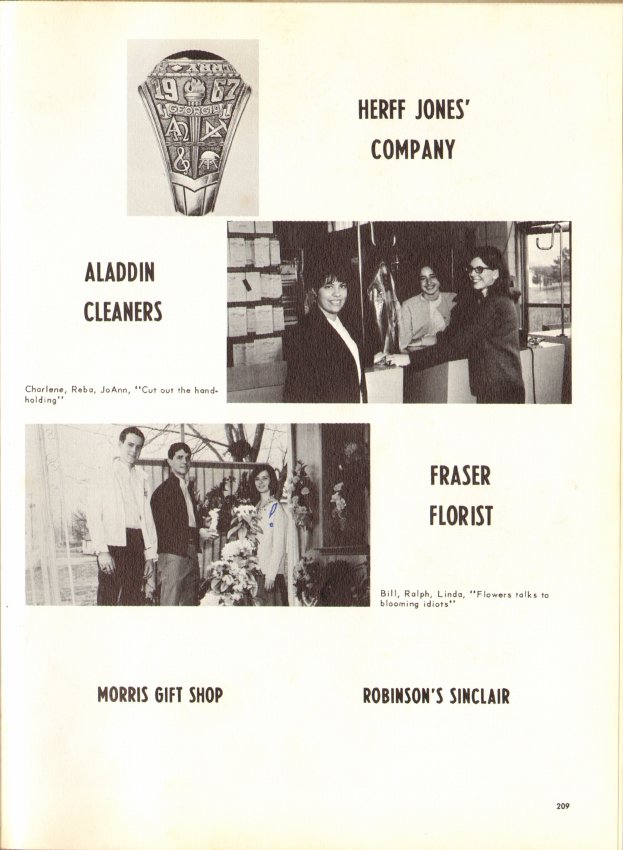 19 67
GEORGIA
HERFF JONES'
COMPANY
ALADDIN
CLEANERS
Charlene, Reba, JoAnn, "Cut out the hand-
holding"
FRASER
FLORIST
Bill, Ralph, Linda, "Flowers talks to
blooming idiots"
MORRIS GIFT SHOP
ROBINSON'S SINCLAIR
209